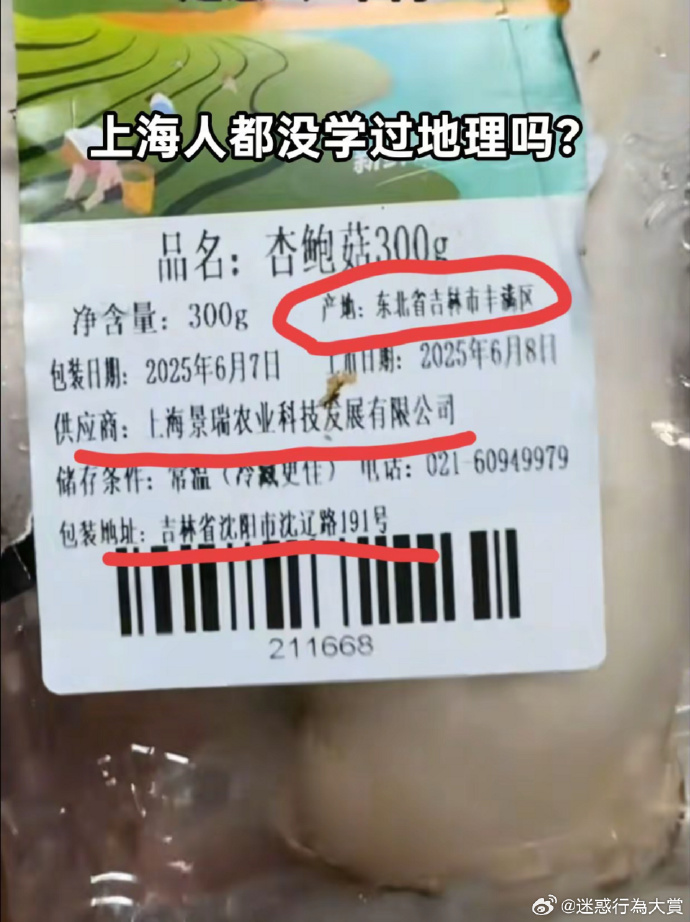 上海人都没学过地理吗？
品名：杏鲍菇300g
净含量：300g 产地：东北省吉林市丰满区
包装日期：2025年6月7日 上市日期：2025年6月8日
供应商：上海景瑞农业科技发展有限公司
储存条件：常温（冷藏更佳） 电话：021-60949979
包装地址：吉林省沈阳市沈辽路191号
211668
@迷惑行為大赏